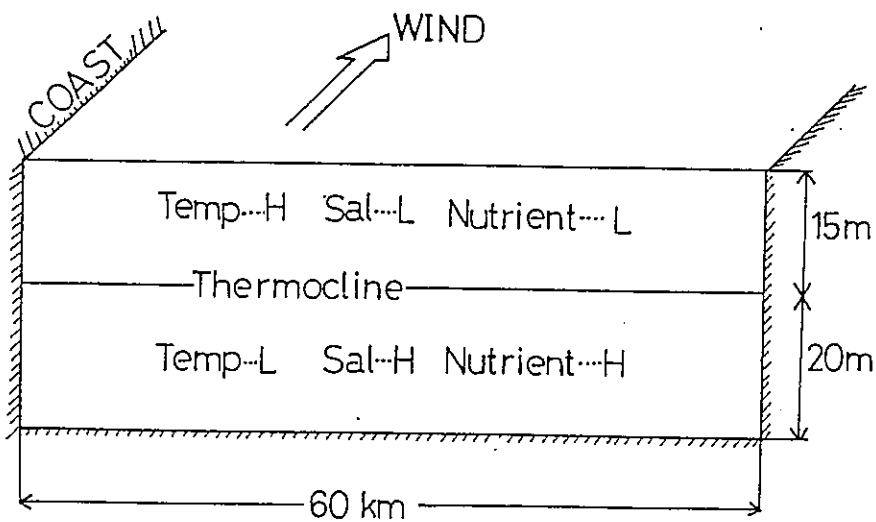 WIND
COAST
Temp····H Sal···L Nutrient····L
15m
Thermocline
Temp···L Sal···H Nutrient····H
20m
60 km